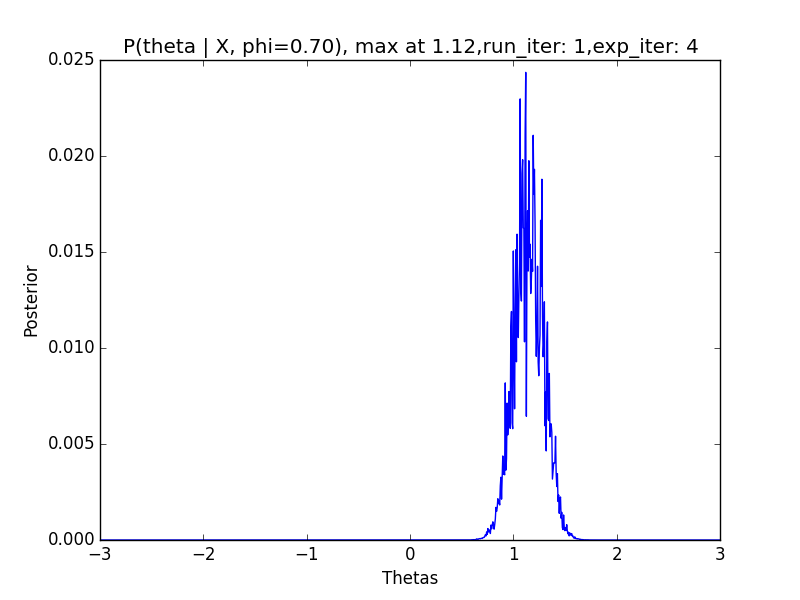 P(theta | X, phi=0.70), max at 1.12,run_iter: 1,exp_iter: 4
0.025
0.020
0.015
0.010
0.005
0.000
Posterior
−3 −2 −1 0 1 2 3
Thetas